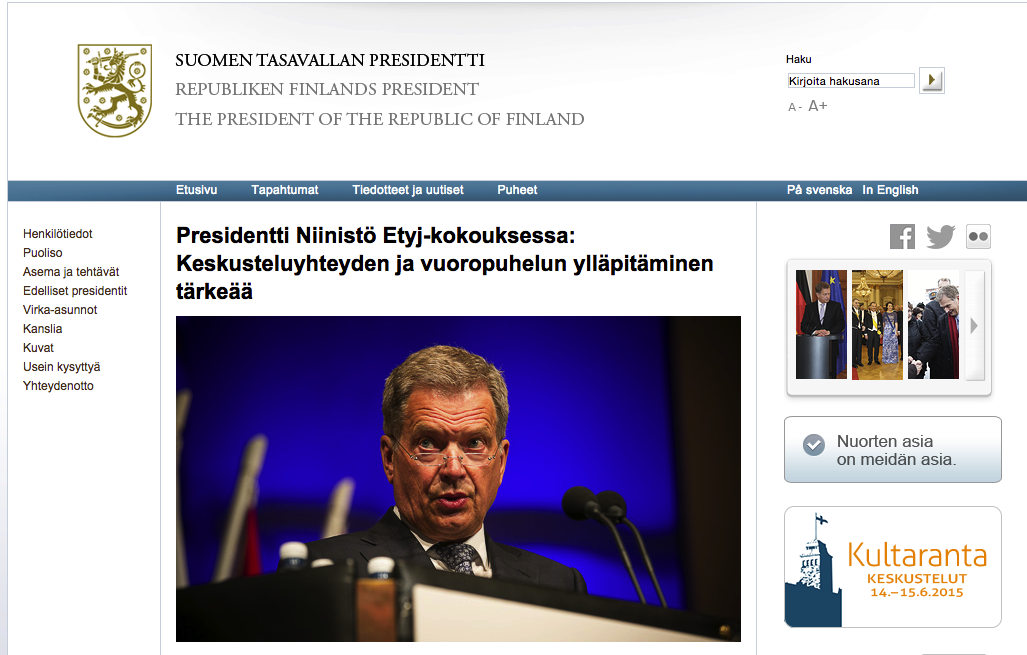 SUOMEN TASAVALLAN PRESIDENTTI
REPUBLIKEN FINLANDS PRESIDENT
THE PRESIDENT OF THE REPUBLIC OF FINLAND
Haku
Kirjoita hakusana
A - A+
Etusivu Tapahtumat Tiedotteet ja uutiset Puheet På svenska In English
Henkilötiedot
Puoliso
Asema ja tehtävät
Edelliset presidentit
Virka-asunnot
Kanslia
Kuvat
Usein kysyttyä
Yhteydenotto
Presidentti Niinistö Etyj-kokouksessa:
Keskusteluyhteyden ja vuoropuhelun ylläpitäminen
tärkeää
Nuorten asia
on meidän asia.
Kultaranta
KESKUSTELUT
14.–15.6.2015